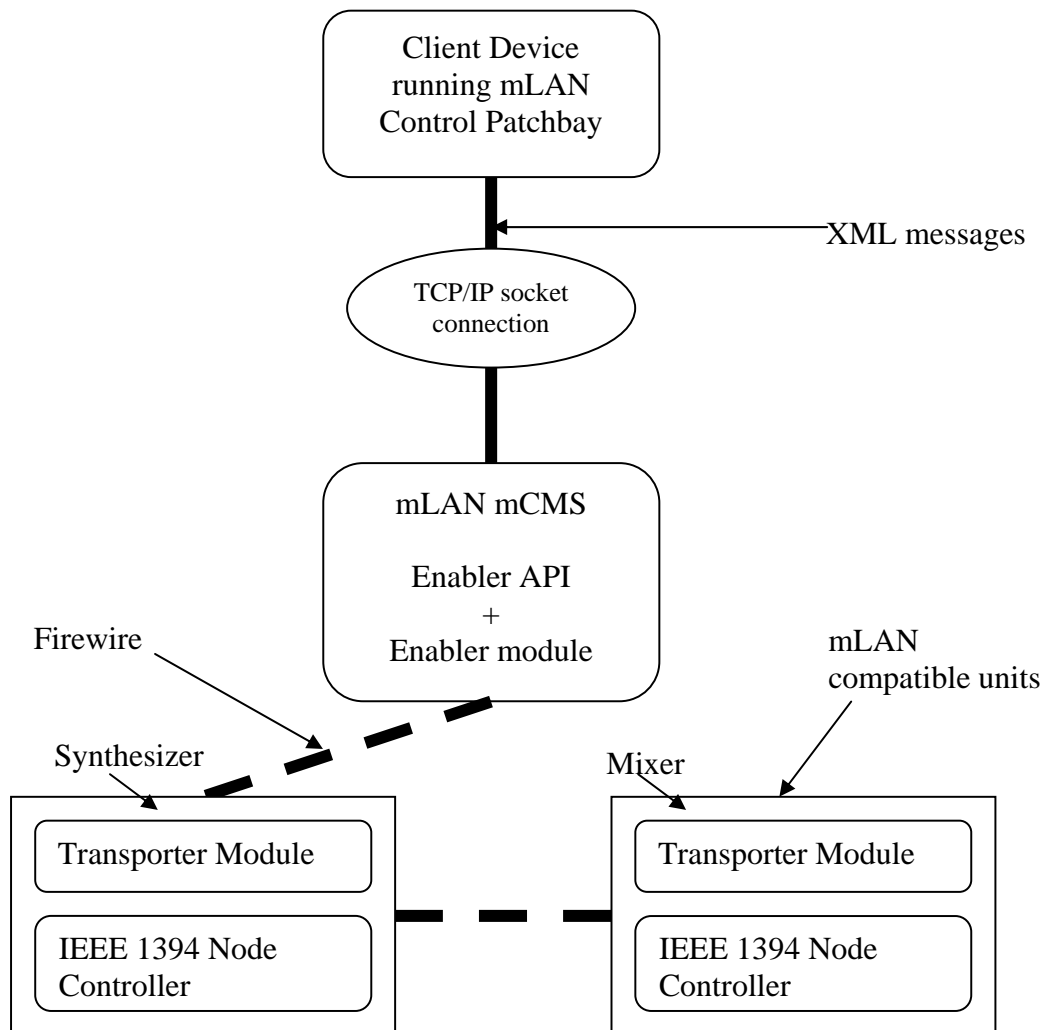 Client Device
running mLAN
Control Patchbay
XML messages
TCP/IP socket
connection
mLAN mCMS
Enabler API
+
Enabler module
Firewire
mLAN
compatible units
Synthesizer
Mixer
Transporter Module
IEEE 1394 Node
Controller
Transporter Module
IEEE 1394 Node
Controller